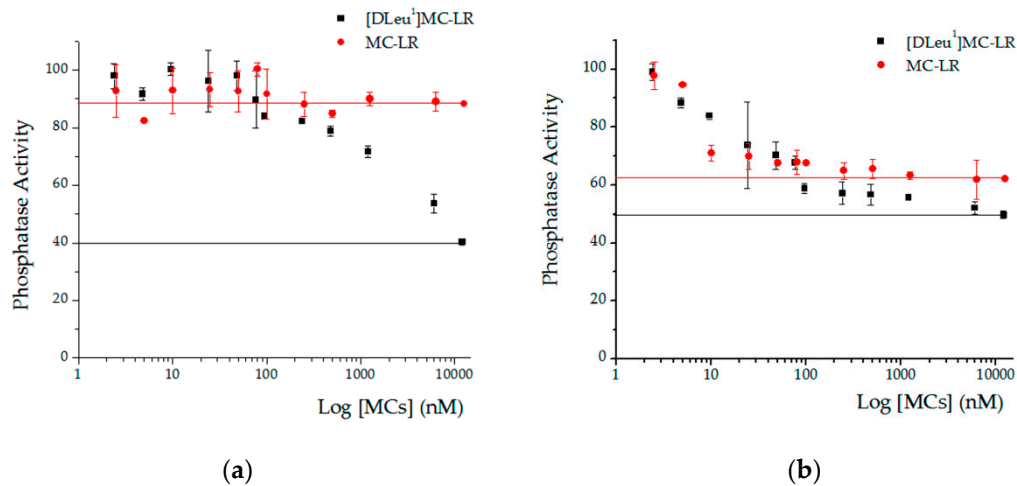 [DLeu¹]MC-LR
MC-LR
100
80
60
40
20
0
Phosphatase Activity
1 10 100 1000 10000
Log [MCs] (nM)
(a)
[DLeu¹]MC-LR
MC-LR
100
80
60
40
20
0
Phosphatase Activity
1 10 100 1000 10000
Log [MCs] (nM)
(b)